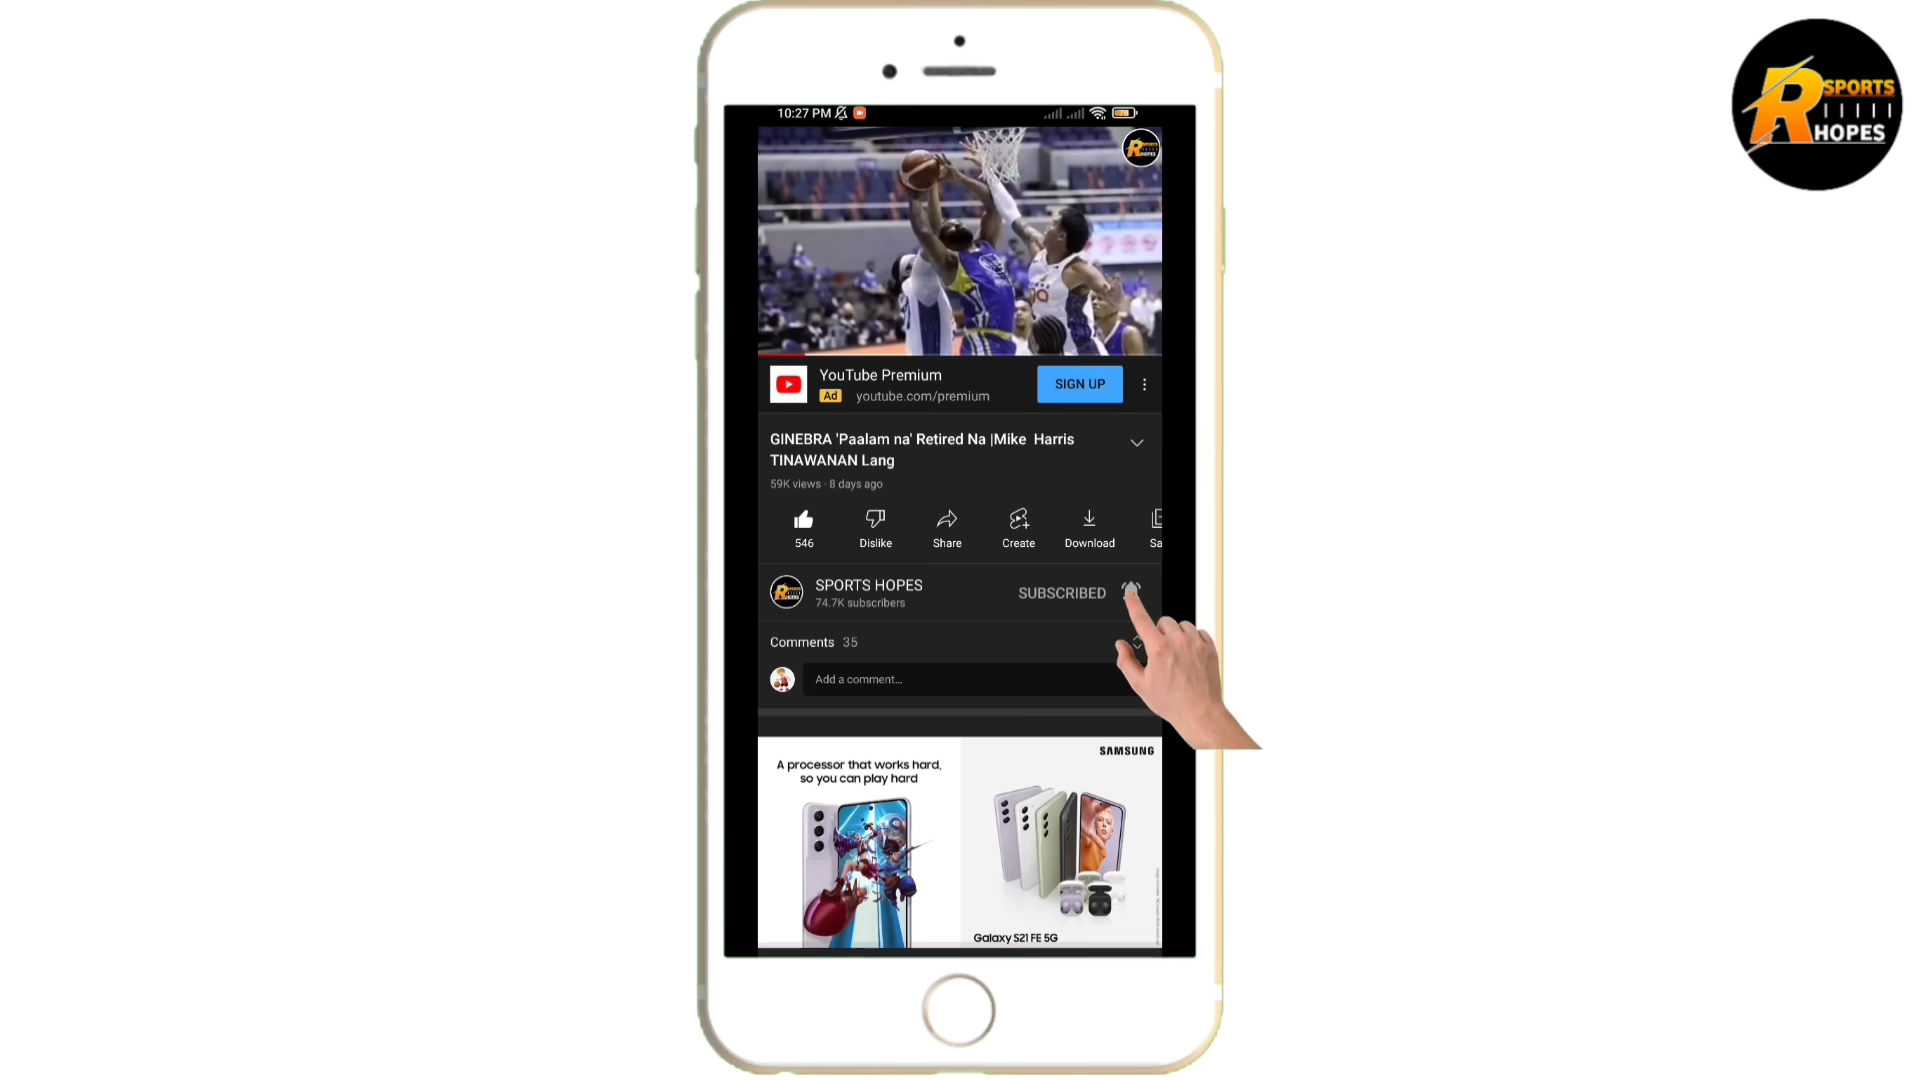 10:27 PM
YouTube Premium
SIGN UP
Ad youtube.com/premium
GINEBRA 'Paalam na' Retired Na |Mike Harris
TINAWANAN Lang
59K views · 8 days ago
546 Dislike Share Create Download Sa
SPORTS HOPES
74.7K subscribers
SUBSCRIBED
Comments 35
Add a comment...
A processor that works hard,
so you can play hard
SAMSUNG
Galaxy S21 FE 5G
R SPORTS
HOPES